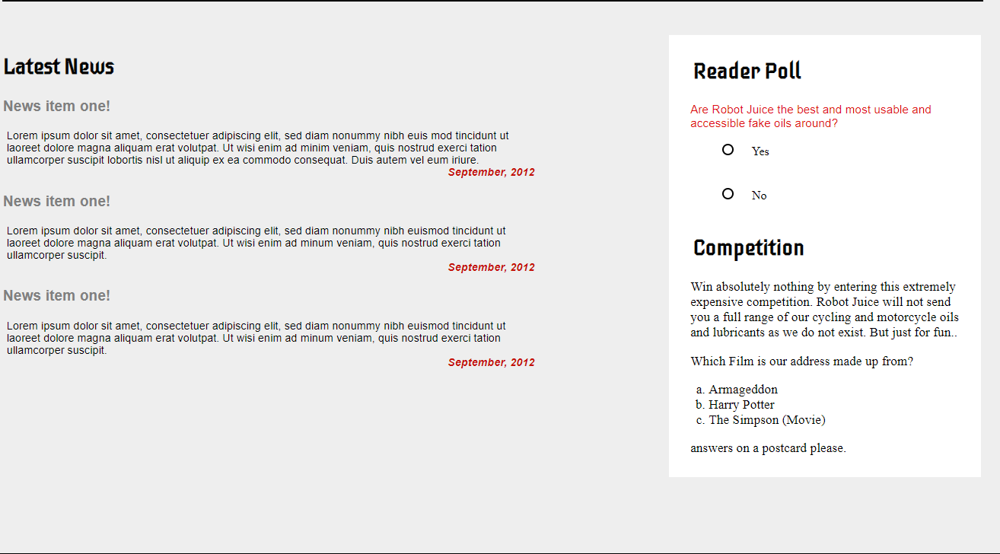 Latest News
News item one!
Lorem ipsum dolor sit amet, consectetuer adipiscing elit, sed diam nonummy nibh euis mod tincidunt ut
laoreet dolore magna aliquam erat volutpat. Ut wisi enim ad minim veniam, quis nostrud exerci tation
ullamcorper suscipit lobortis nisl ut aliquip ex ea commodo consequat. Duis autem vel eum iriure.
September, 2012
News item one!
Lorem ipsum dolor sit amet, consectetuer adipiscing elit, sed diam nonummy nibh euismod tincidunt ut
laoreet dolore magna aliquam erat volutpat. Ut wisi enim ad minum veniam, quis nostrud exerci tation
ullamcorper suscipit.
September, 2012
News item one!
Lorem ipsum dolor sit amet, consectetuer adipiscing elit, sed diam nonummy nibh euismod tincidunt ut
laoreet dolore magna aliquam erat volutpat. Ut wisi enim ad minum veniam, quis nostrud exerci tation
ullamcorper suscipit.
September, 2012
Reader Poll
Are Robot Juice the best and most usable and
accessible fake oils around?
Yes
No
Competition
Win absolutely nothing by entering this extremely
expensive competition. Robot Juice will not send
you a full range of our cycling and motorcycle oils
and lubricants as we do not exist. But just for fun..
Which Film is our address made up from?
a. Armageddon
b. Harry Potter
c. The Simpson (Movie)
answers on a postcard please.